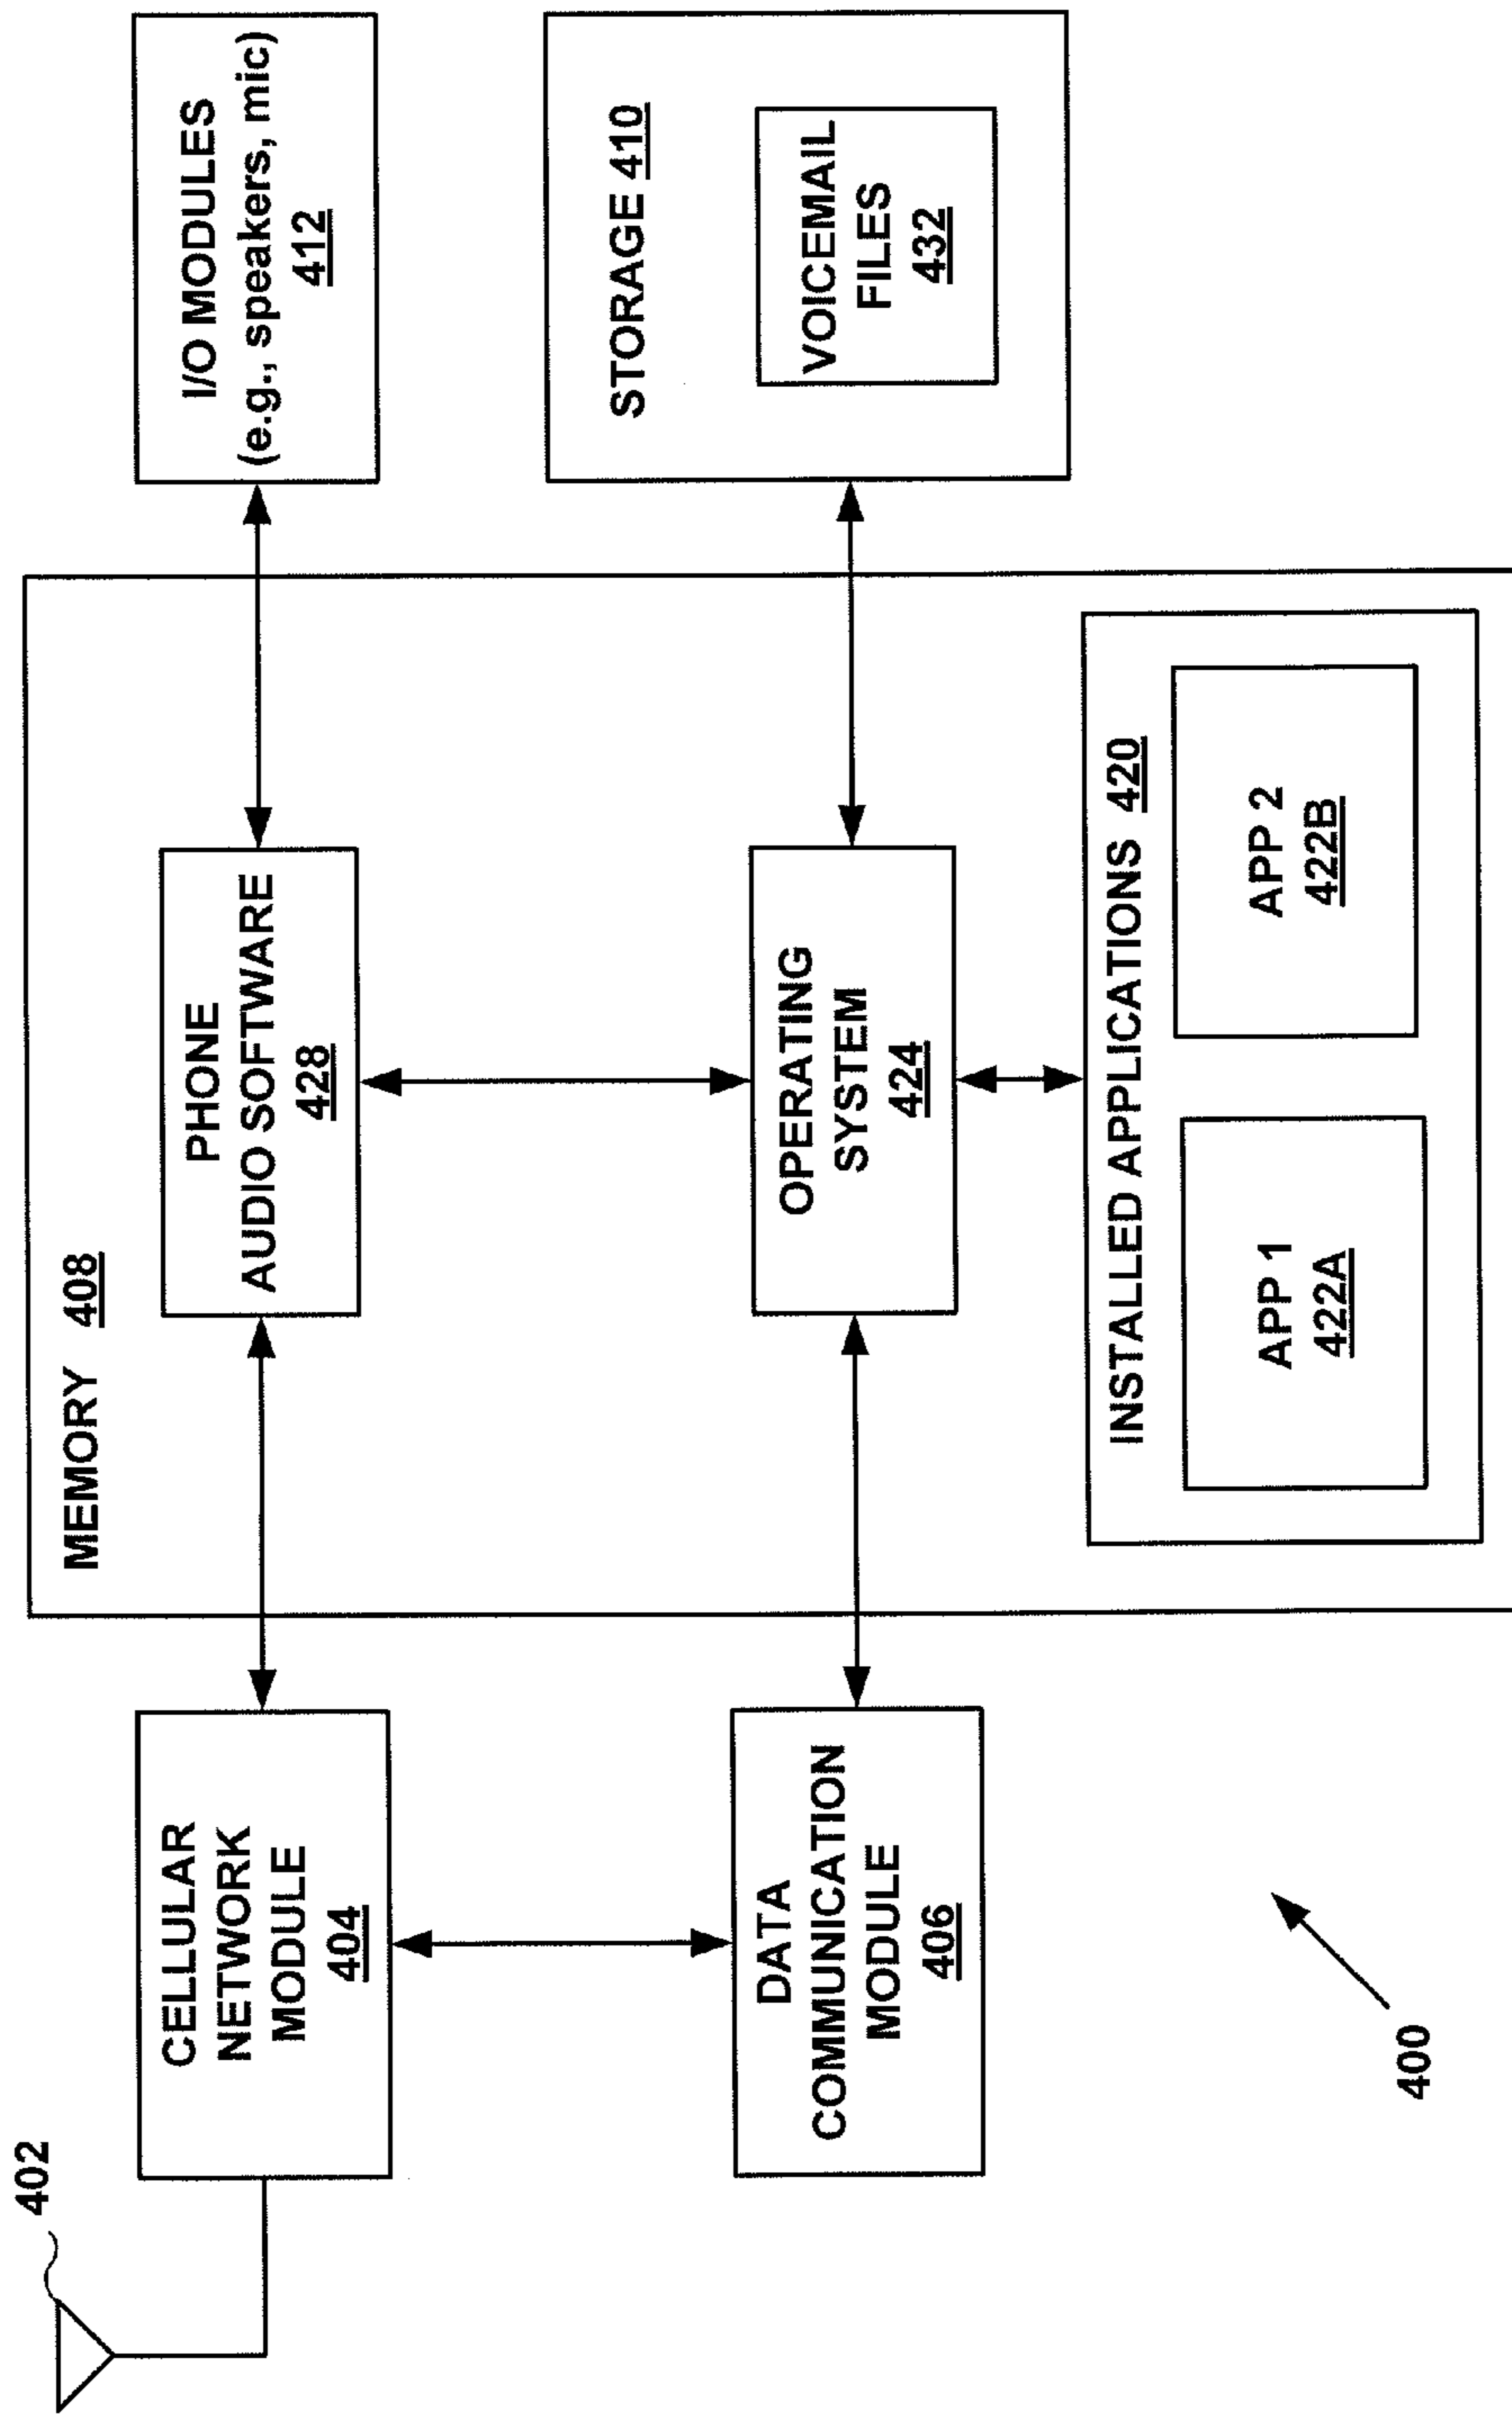 402
CELLULAR
NETWORK
MODULE
404
DATA
COMMUNICATION
MODULE
406
400
MEMORY 408
PHONE
AUDIO SOFTWARE
428
OPERATING
SYSTEM
424
INSTALLED APPLICATIONS 420
APP 1
422A
APP 2
422B
I/O MODULES
(e.g., speakers, mic)
412
STORAGE 410
VOICEMAIL
FILES
432